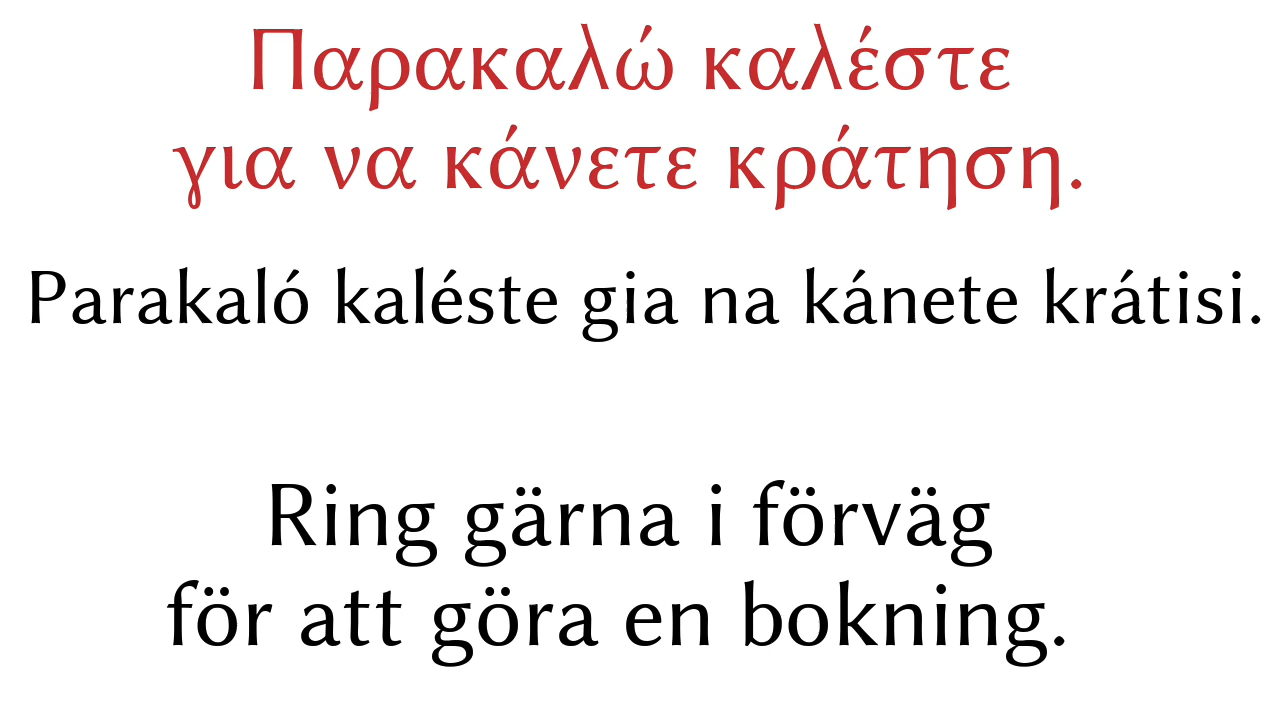 Παρακαλώ καλέστε
για να κάνετε κράτηση.
Parakaló kaléste gia na kánete krátisi.
Ring gärna i förväg
för att göra en bokning.